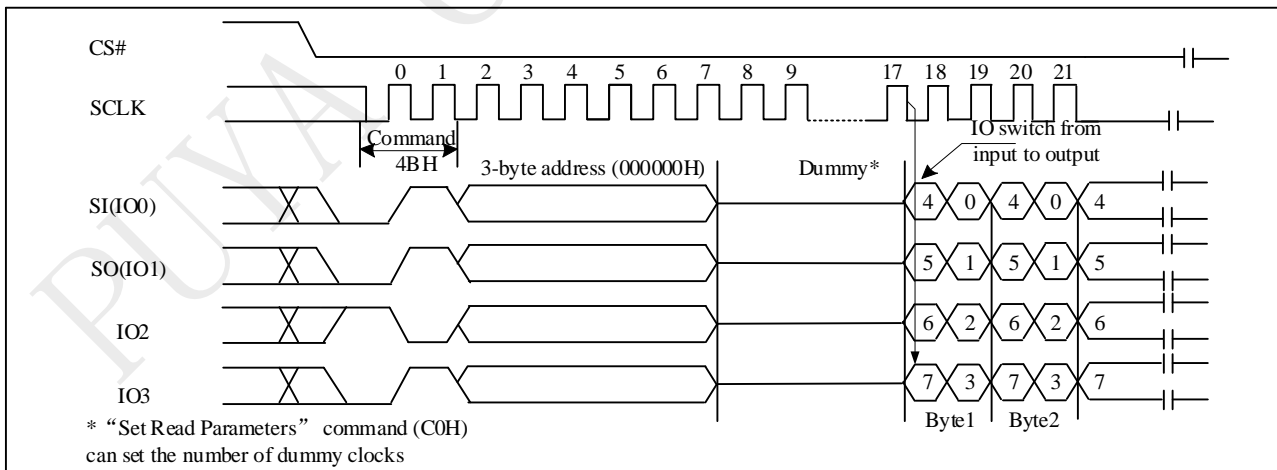 PUYA
CS#
0 1 2 3 4 5 6 7 8 9 17 18 19 20 21
SCLK
Command
4BH
IO switch from
input to output
3-byte address (000000H)
Dummy*
SI(IO0)
4 0 4 0 4
SO(IO1)
5 1 5 1 5
IO2
6 2 6 2 6
IO3
7 3 7 3 7
Byte1 Byte2
* “Set Read Parameters” command (C0H)
can set the number of dummy clocks